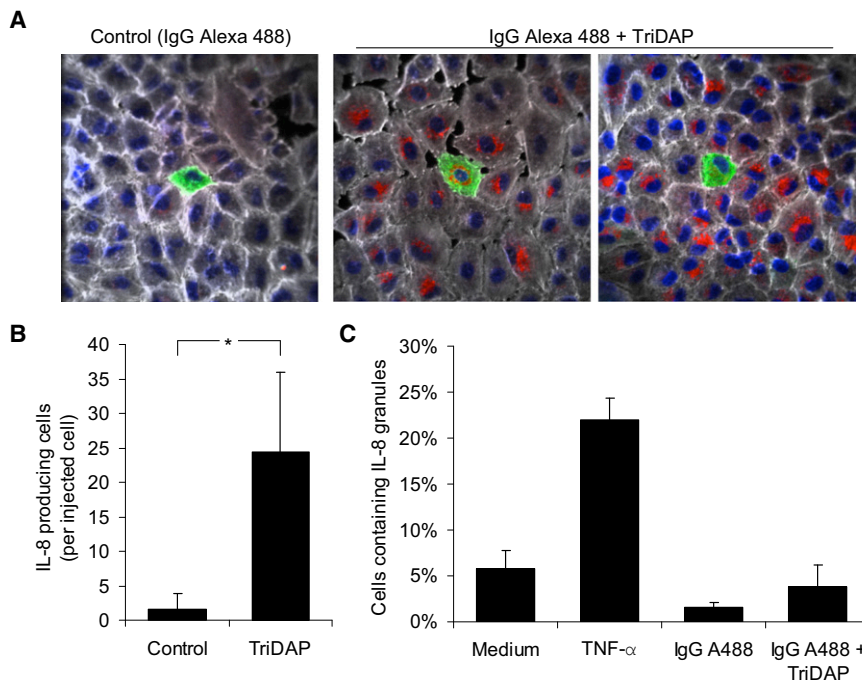 A
Control (IgG Alexa 488)
IgG Alexa 488 + TriDAP
B
IL-8 producing cells
(per injected cell)
40
35
30
25
20
15
10
5
0
*
Control
TriDAP
C
Cells containing IL-8 granules
30%
25%
20%
15%
10%
5%
0%
Medium
TNF-α
IgG A488
IgG A488 +
TriDAP